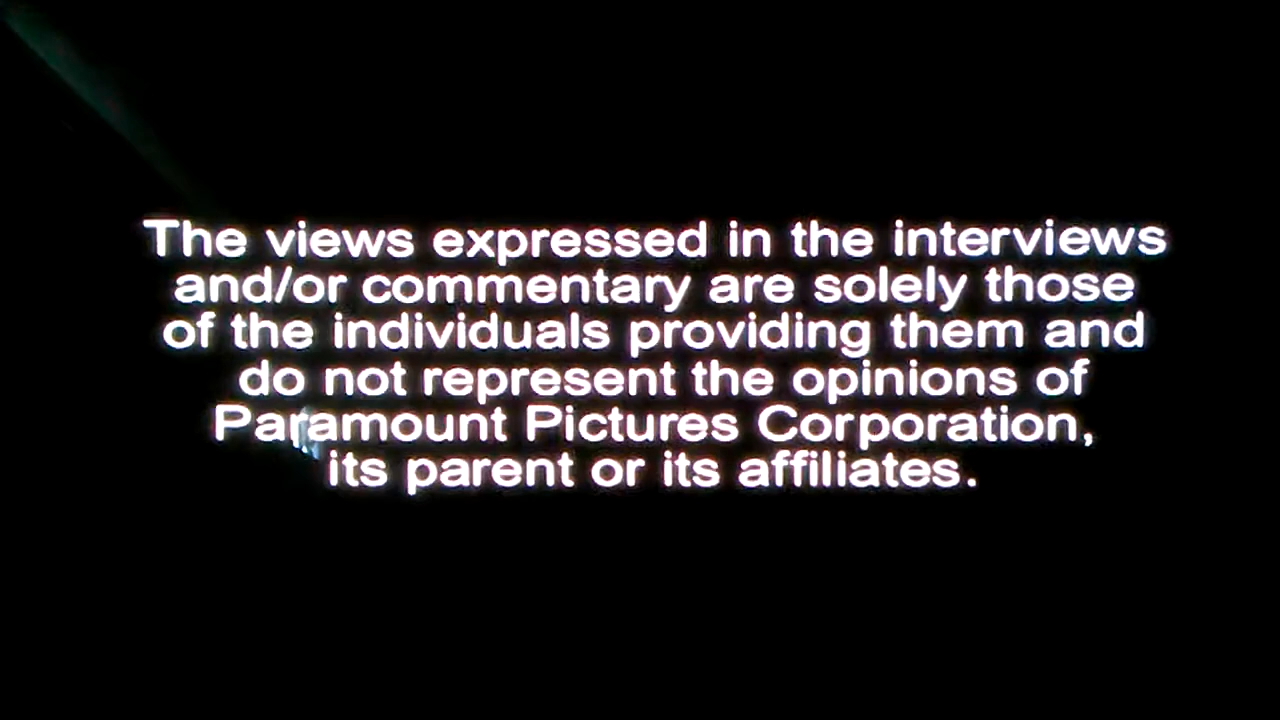 The views expressed in the interviews
and/or commentary are solely those
of the individuals providing them and
do not represent the opinions of
Paramount Pictures Corporation,
its parent or its affiliates.